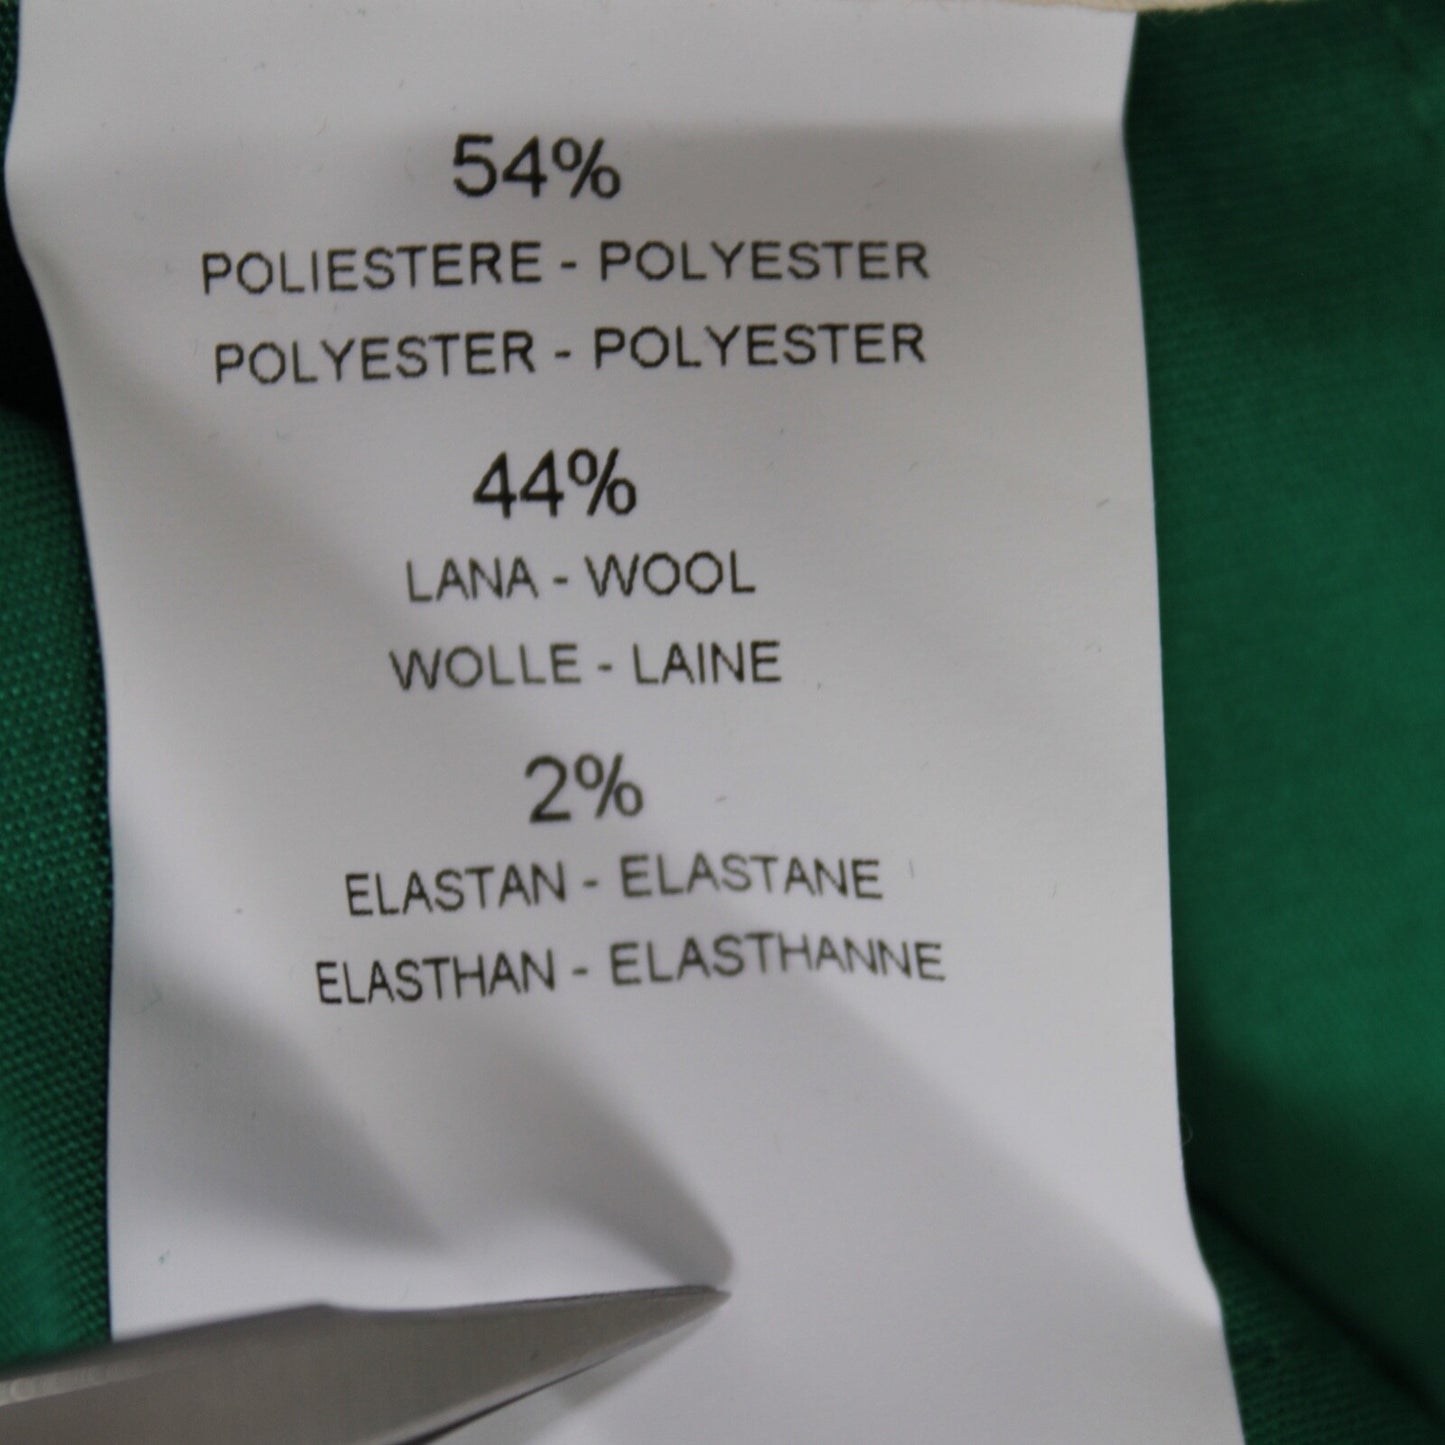 54%
POLIESTERE - POLYESTER
POLYESTER - POLYESTER
44%
LANA - WOOL
WOLLE - LAINE
2%
ELASTAN - ELASTANE
ELASTHAN - ELASTHANNE